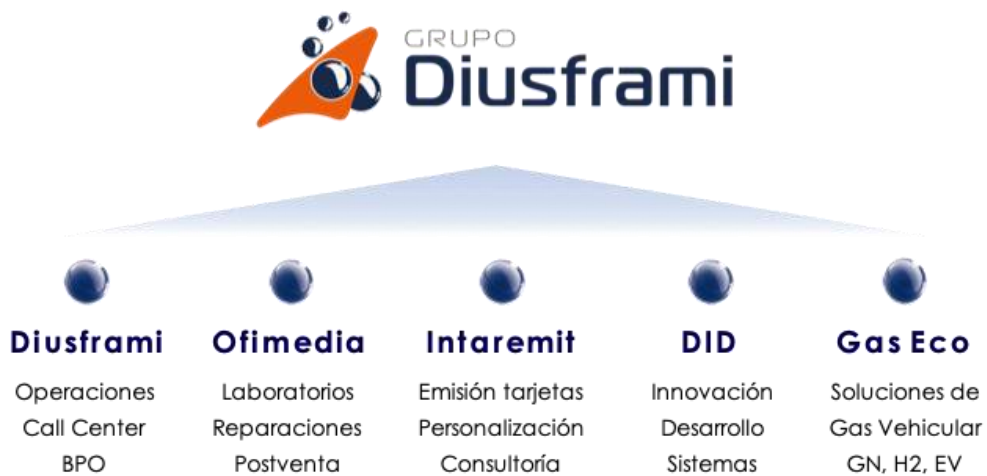 GRUPO
Diusframi
Diusframi
Operaciones
Call Center
BPO
Ofimedia
Laboratorios
Reparaciones
Postventa
Intaremit
Emisión tarjetas
Personalización
Consultoría
DID
Innovación
Desarrollo
Sistemas
Gas Eco
Soluciones de
Gas Vehicular
GN, H2, EV